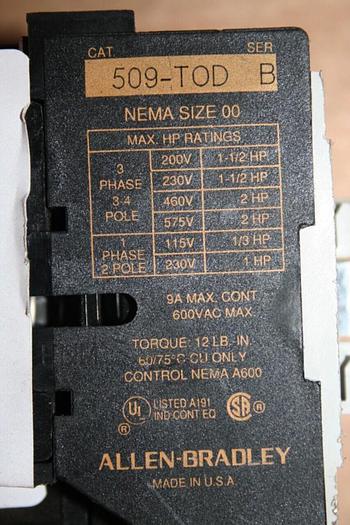 CAT. SER
509-TOD B
NEMA SIZE 00
MAX. HP RATINGS
3 PHASE 3-4 POLE
200V 1-1/2 HP
230V 1-1/2 HP
460V 2 HP
575V 2 HP
1 PHASE 2 POLE
115V 1/3 HP
230V 1 HP
9A MAX. CONT.
600VAC MAX.
TORQUE: 12 LB. IN.
60/75°C CU ONLY
CONTROL NEMA A600
UL ® LISTED A191 SA ®
IND CONT EQ
ALLEN-BRADLEY
MADE IN U.S.A.